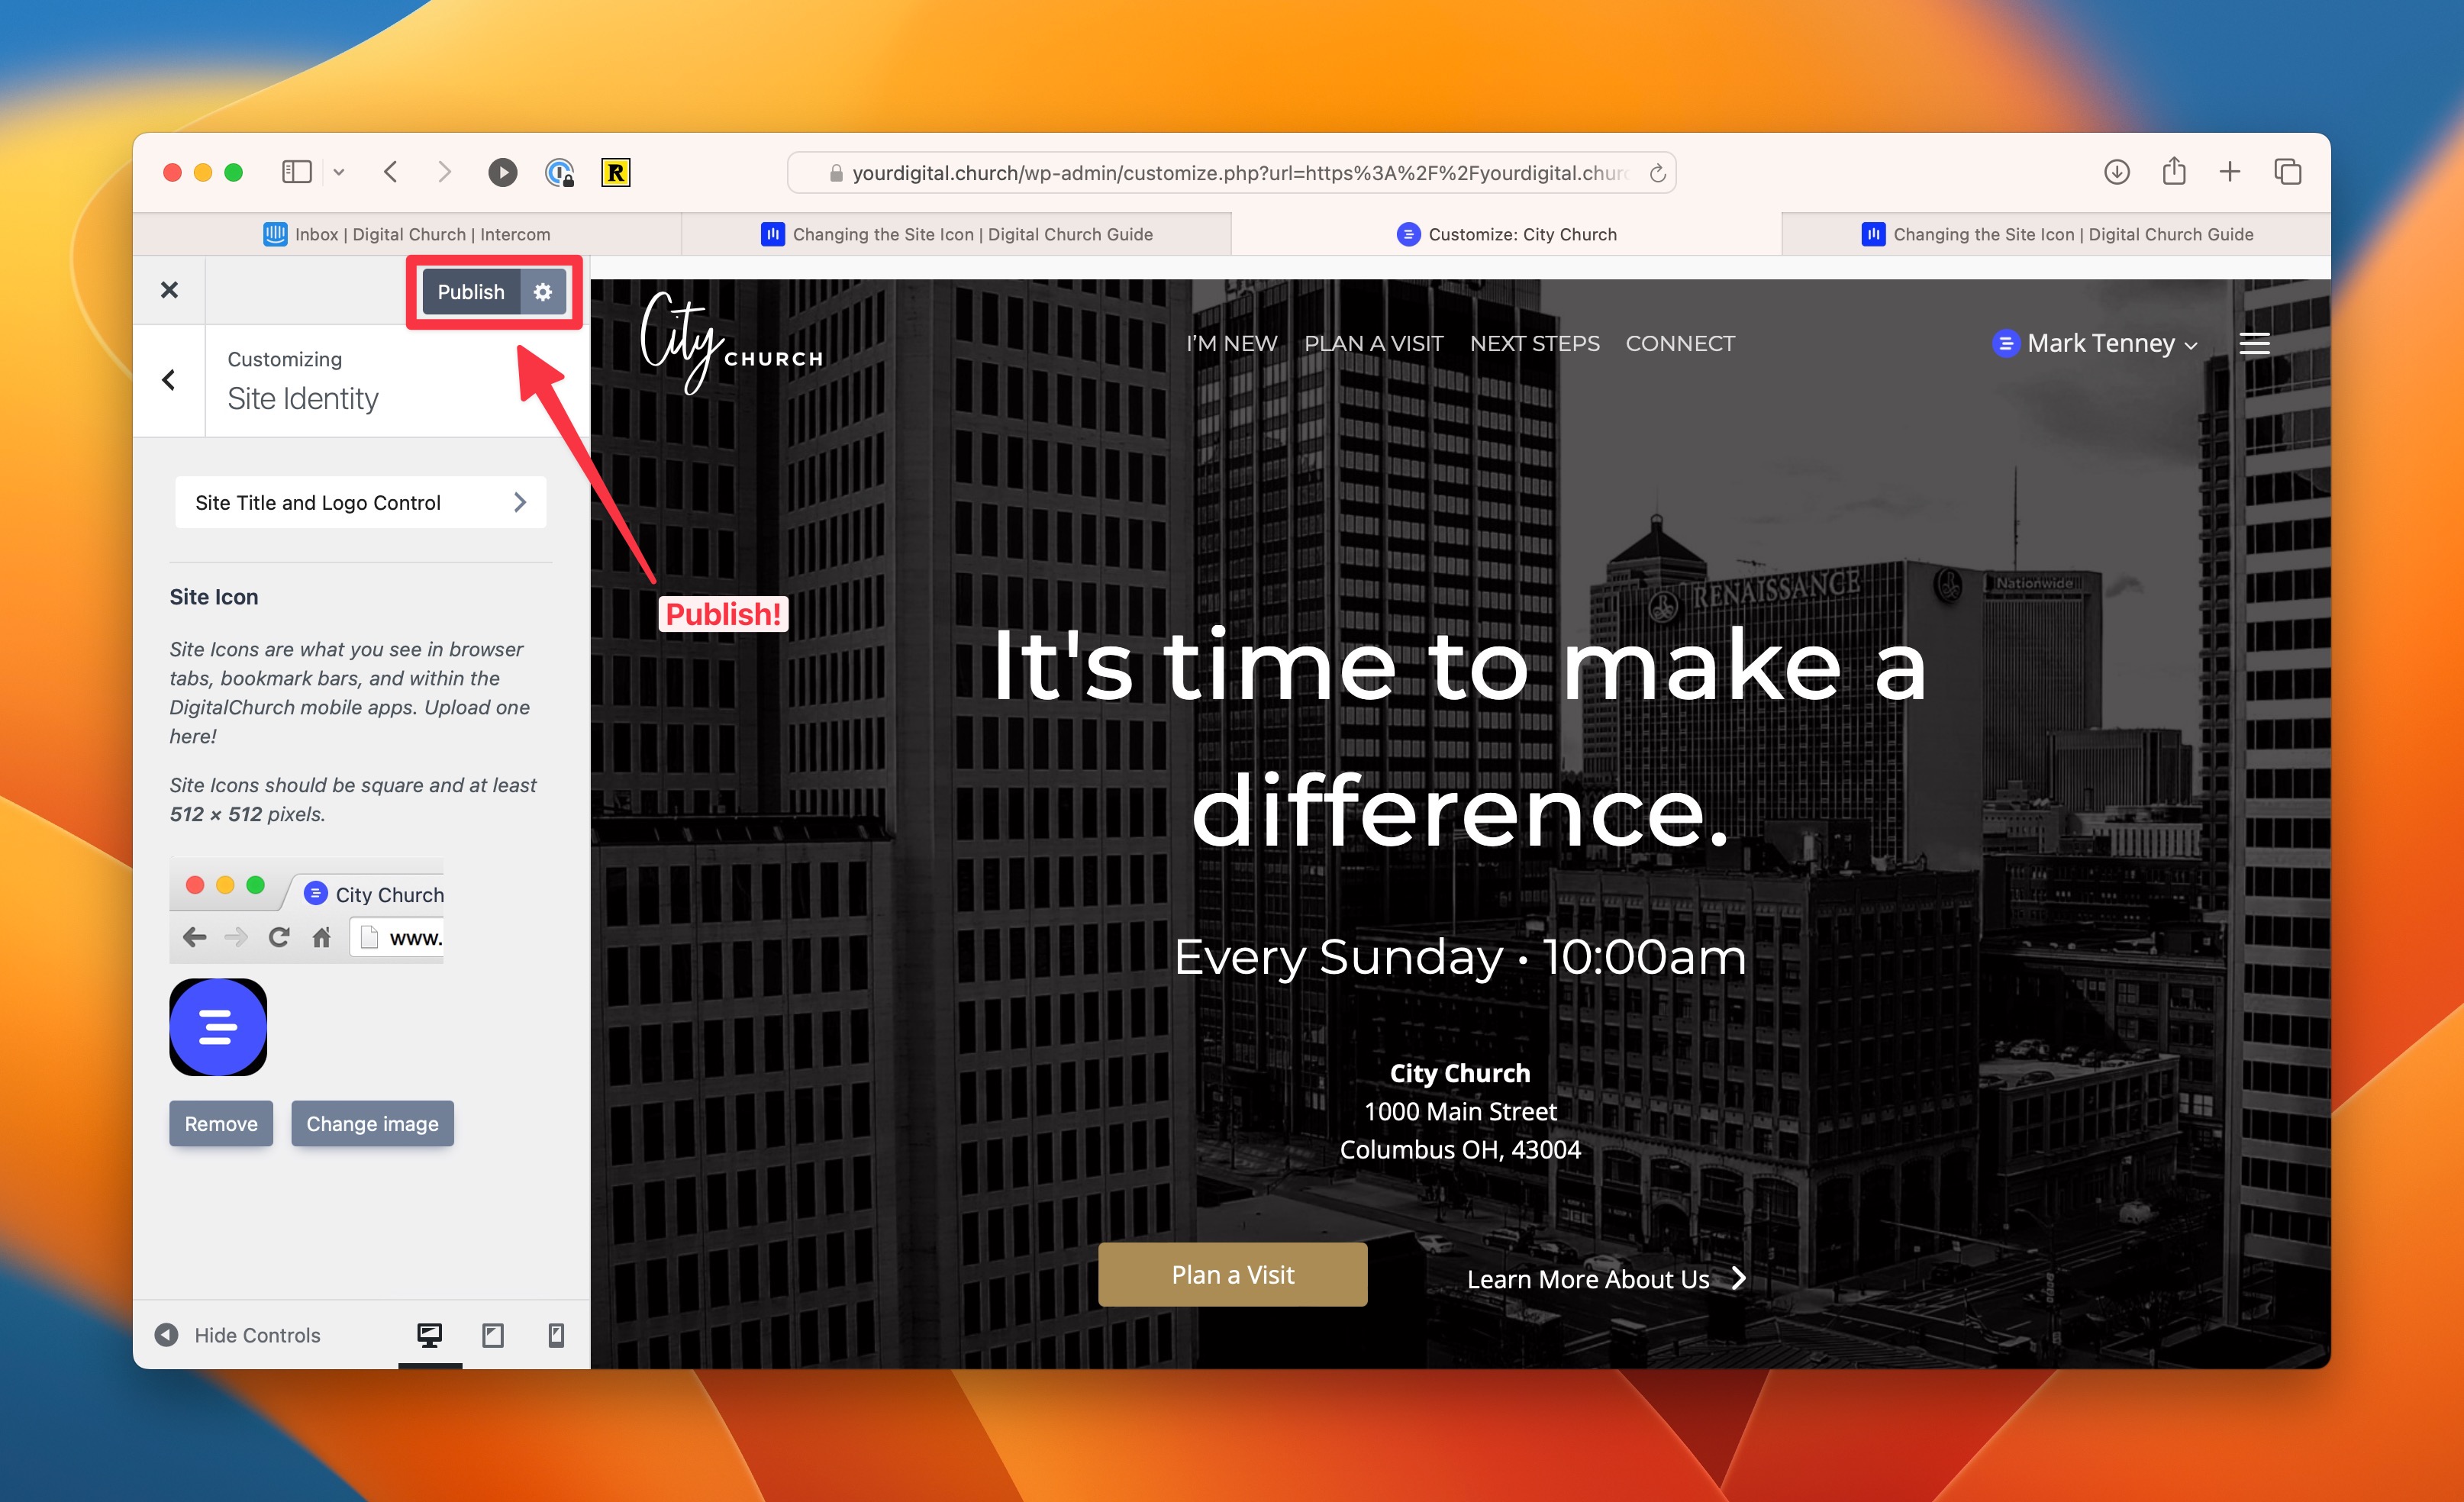 yourdigital.church/wp-admin/customize.php?url=https%3A%2F%2Fyourdigital.churc
Inbox | Digital Church | Intercom
Changing the Site Icon | Digital Church Guide
Customize: City Church
Changing the Site Icon | Digital Church Guide
Publish
Customizing
Site Identity
Site Title and Logo Control
Site Icon
Site Icons are what you see in browser
tabs, bookmark bars, and within the
DigitalChurch mobile apps. Upload one
here!
Site Icons should be square and at least
512 × 512 pixels.
City Church
www.
Remove
Change image
Hide Controls
Publish!
City CHURCH
I'M NEW
PLAN A VISIT
NEXT STEPS
CONNECT
Mark Tenney
RENAISSANCE
Nationwide
It's time to make a
difference.
Every Sunday • 10:00am
City Church
1000 Main Street
Columbus OH, 43004
Plan a Visit
Learn More About Us
R